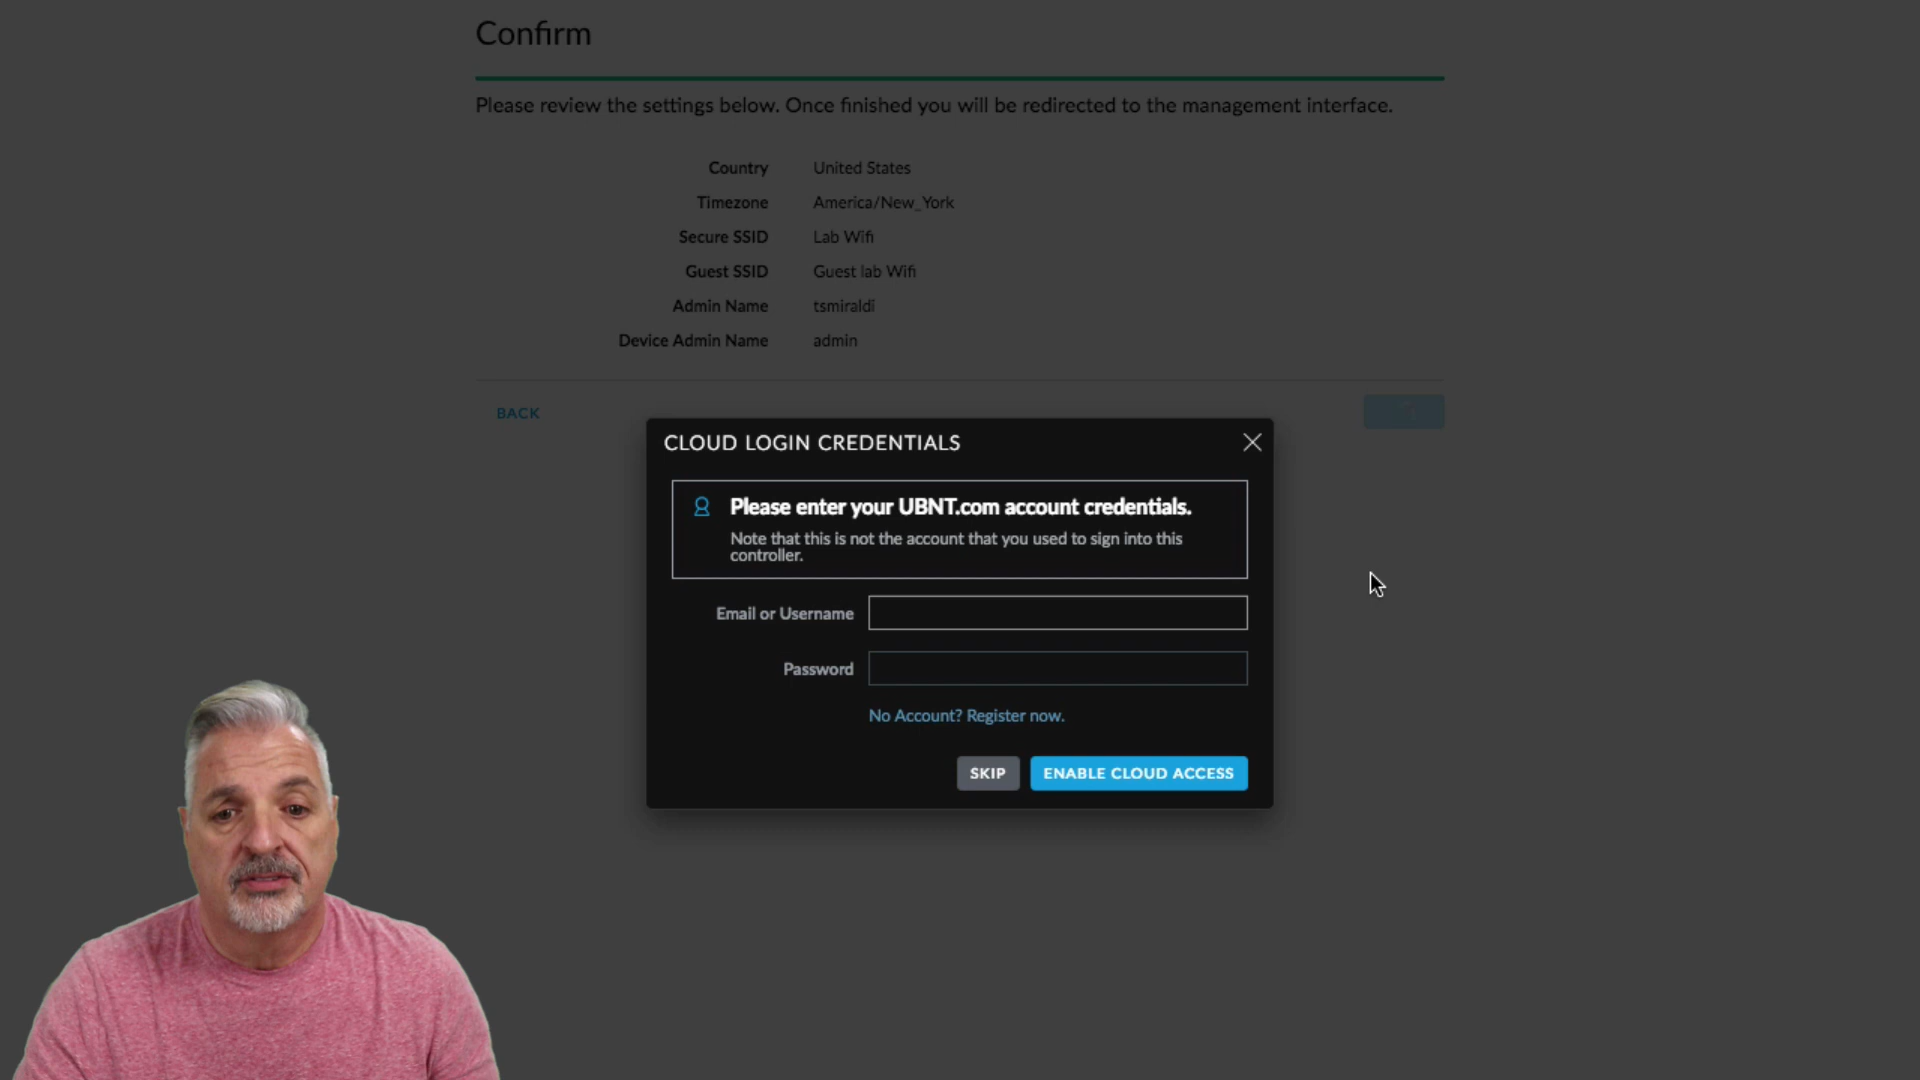 Confirm
Please review the settings below. Once finished you will be redirected to the management interface.
Country United States
Timezone America/New_York
Secure SSID Lab Wifi
Guest SSID Guest lab Wifi
Admin Name tsmiraldi
Device Admin Name admin
BACK
CLOUD LOGIN CREDENTIALS
Please enter your UBNT.com account credentials.
Note that this is not the account that you used to sign into this
controller.
Email or Username
Password
No Account? Register now.
SKIP ENABLE CLOUD ACCESS